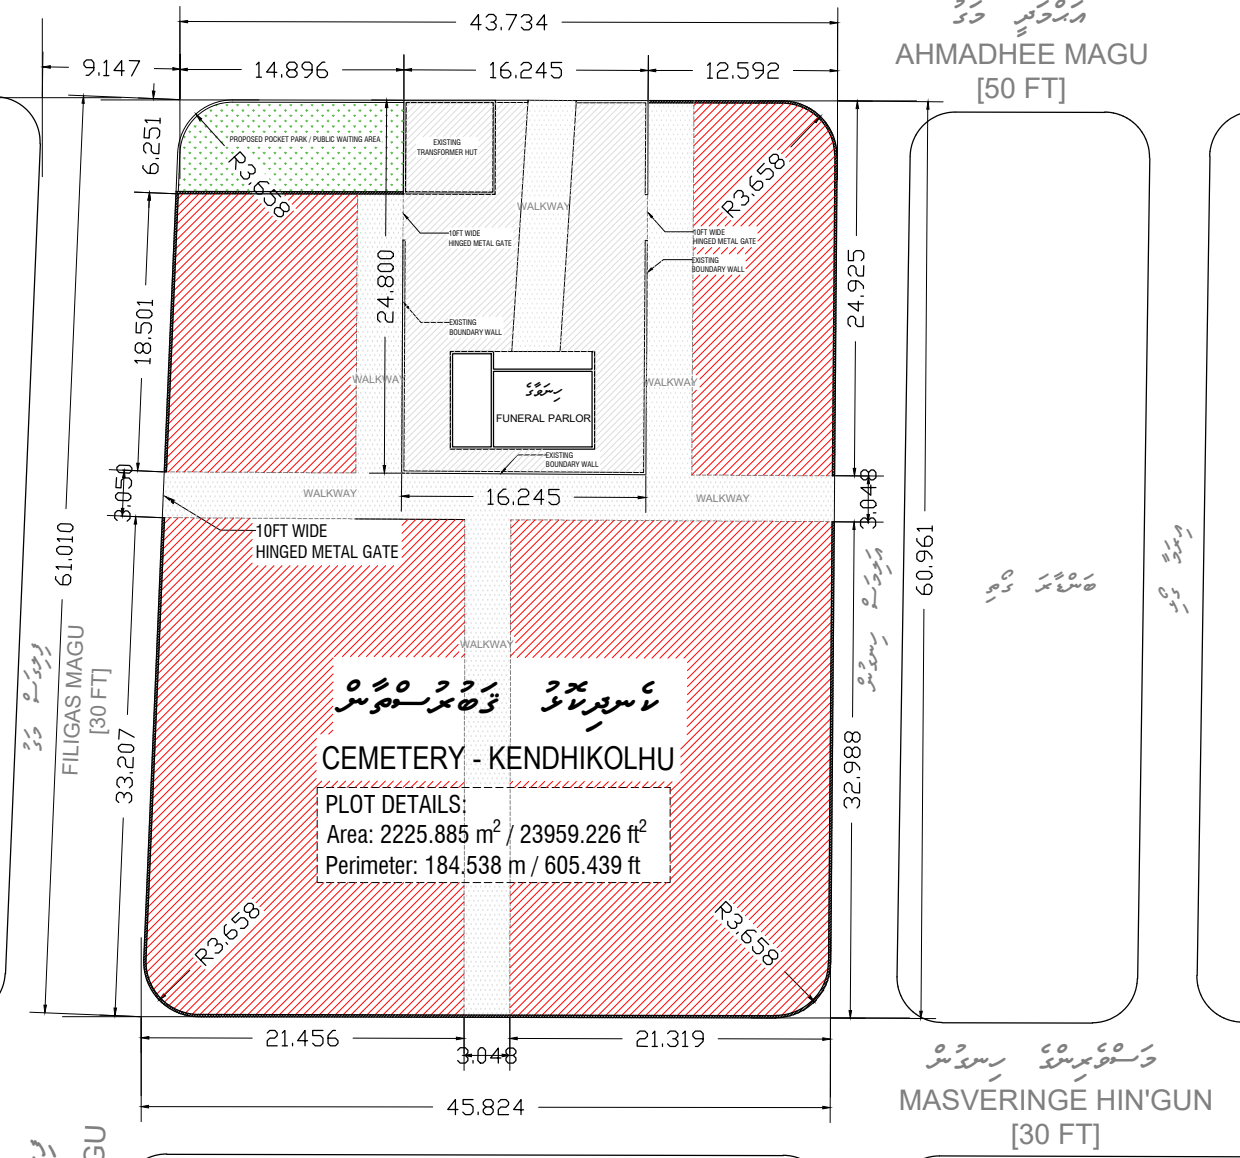 އަޙްމަދީ މަގު
AHMADHEE MAGU
[50 FT]
43.734
9.147
14.896
16.245
12.592
6.251
PROPOSED POCKET PARK / PUBLIC WAITING AREA
EXISTING
TRANSFORMER HUT
R3.658
R3.658
WALKWAY
10FT WIDE
HINGED METAL GATE
10FT WIDE
HINGED METAL GATE
EXISTING
BOUNDARY WALL
24.800
24.925
18.501
EXISTING
BOUNDARY WALL
WALKWAY
WALKWAY
ހިނަވާގެ
FUNERAL PARLOR
EXISTING
BOUNDARY WALL
3.050
WALKWAY
16.245
WALKWAY
3.048
10FT WIDE
HINGED METAL GATE
61.010
60.961
ބަންޑާރަ ގޯތި
WALKWAY
FILIGAS MAGU
[30 FT]
ކެނދިކޮޅު ޤަބުރުސްތާން
CEMETERY - KENDHIKOLHU
33.207
32.988
PLOT DETAILS:
Area: 2225.885 m² / 23959.226 ft²
Perimeter: 184.538 m / 605.439 ft
R3.658
R3.658
21.456
3.048
21.319
45.824
މަސްވެރިންގެ ހިނގުން
MASVERINGE HIN'GUN
[30 FT]
GU